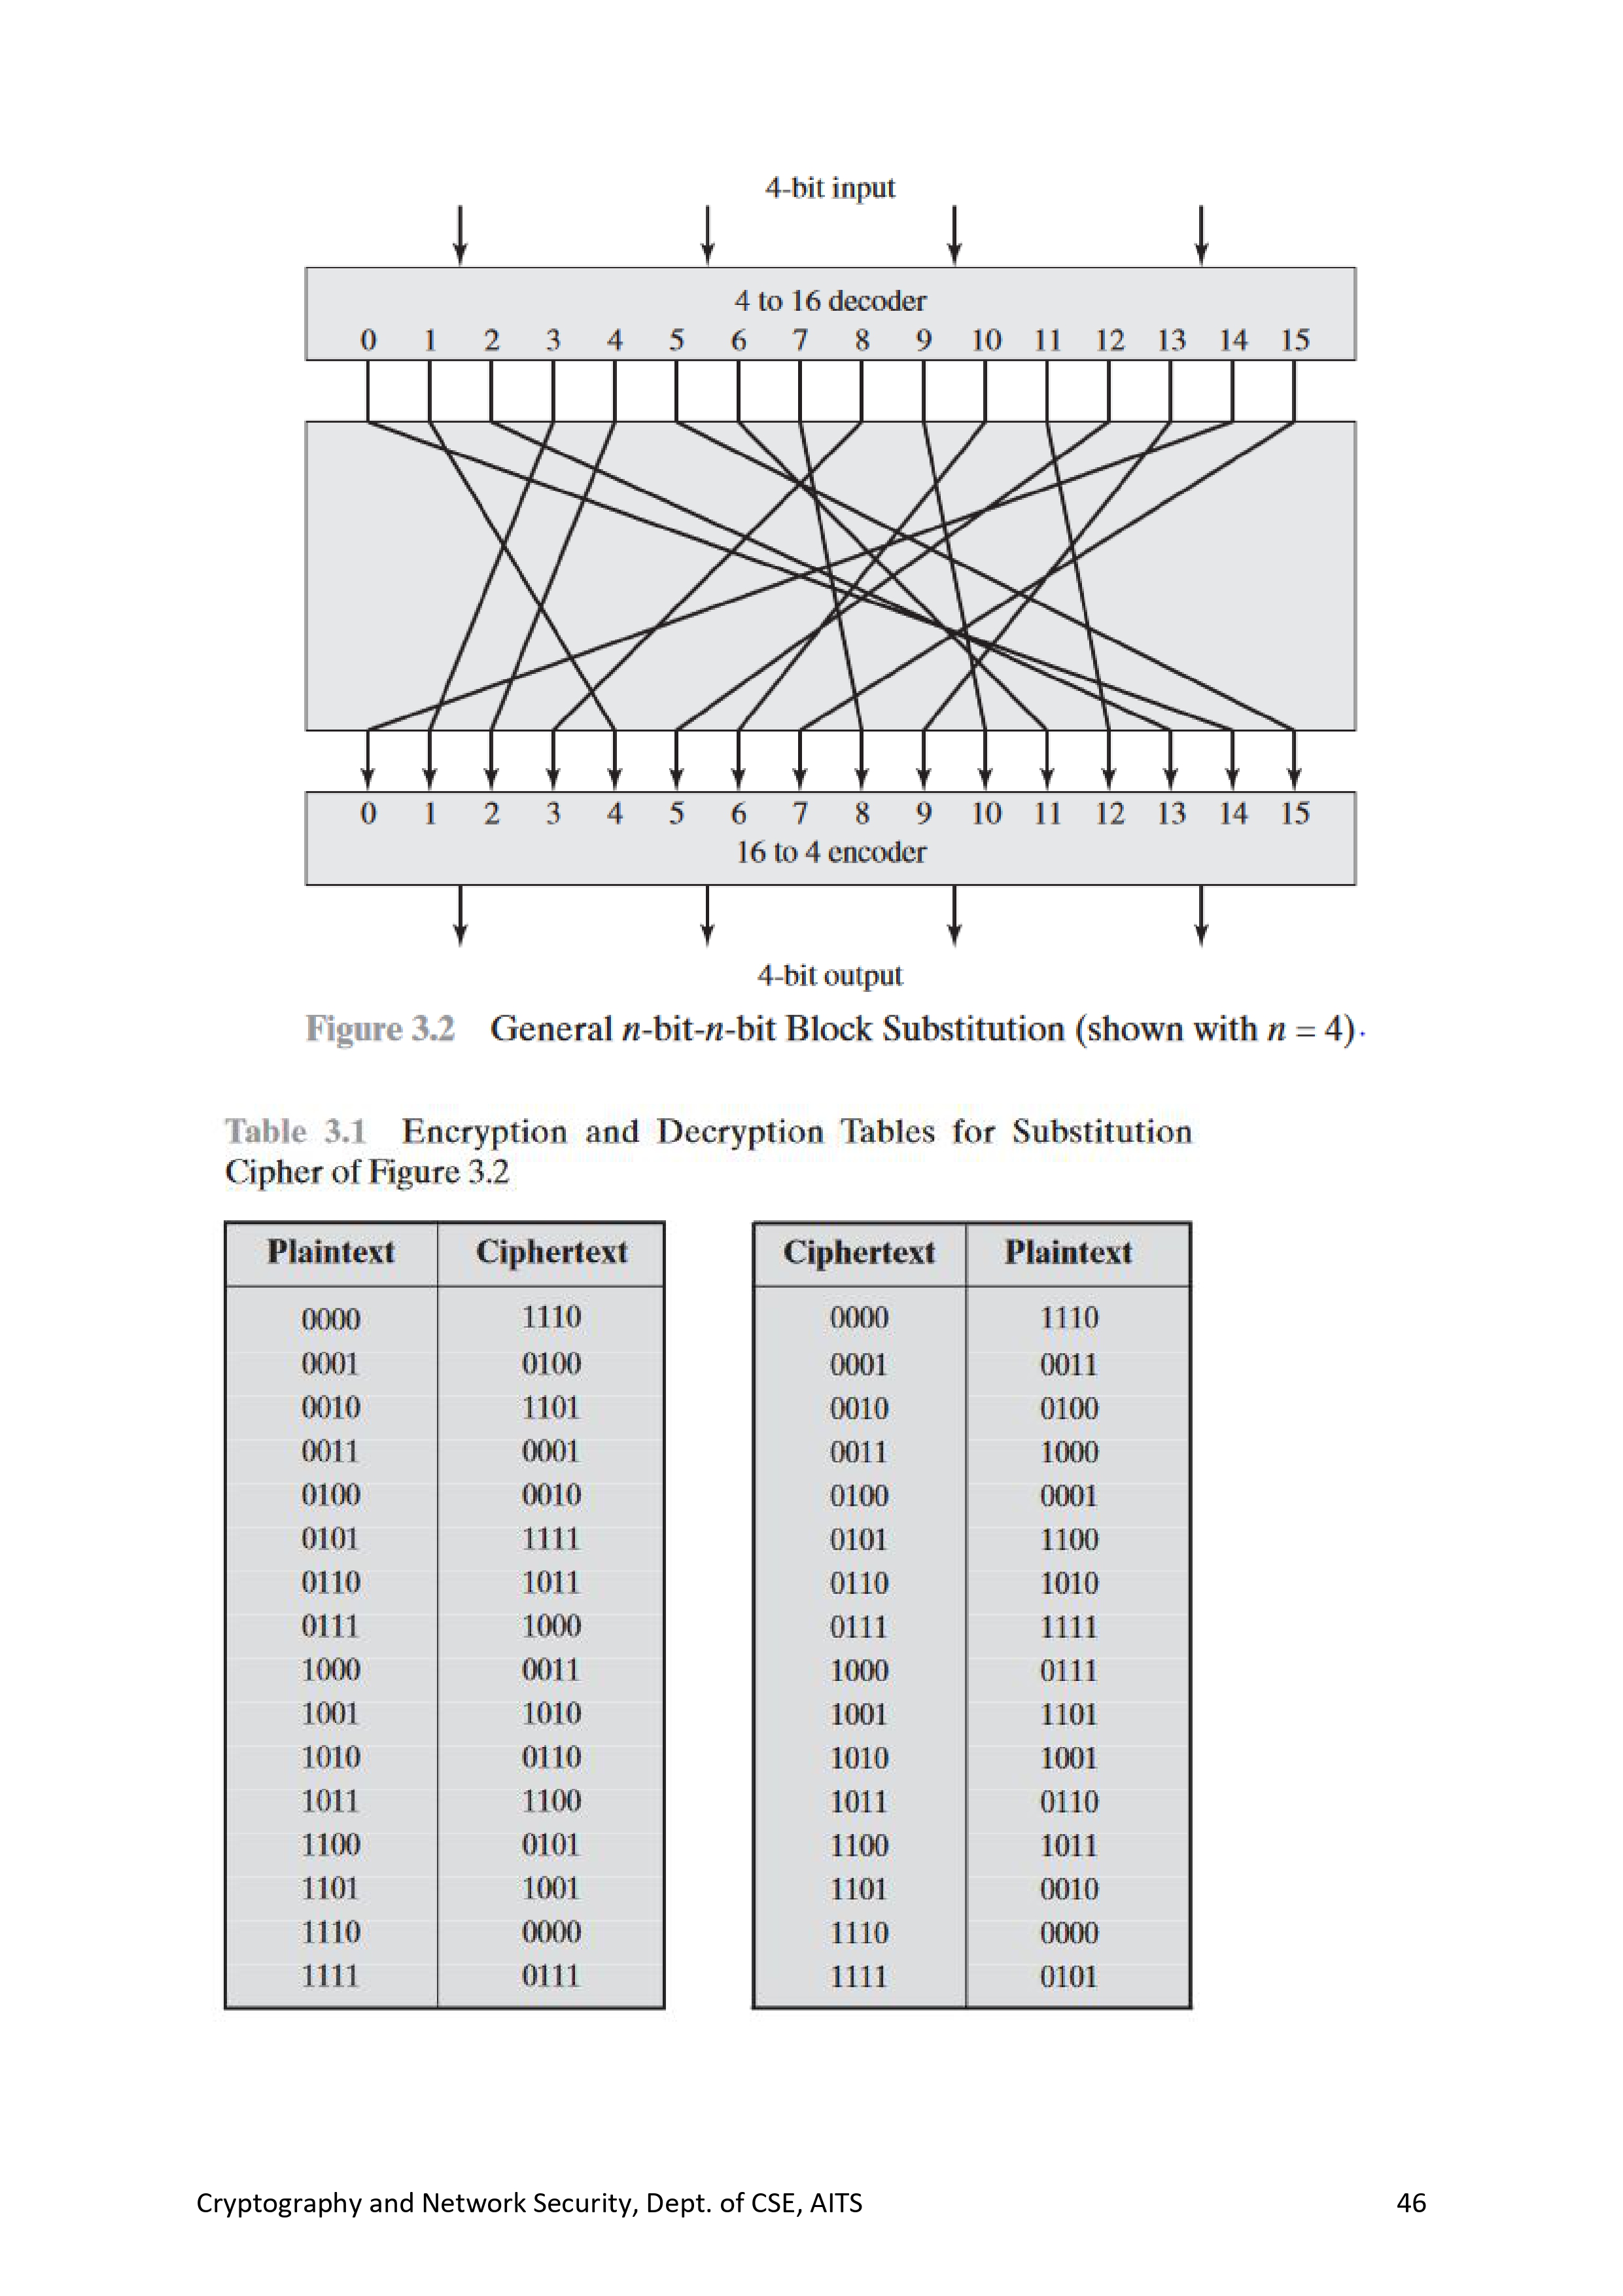 4-bit input
4 to 16 decoder
0 1 2 3 4 5 6 7 8 9 10 11 12 13 14 15
0 1 2 3 4 5 6 7 8 9 10 11 12 13 14 15
16 to 4 encoder
4-bit output
Figure 3.2 General n-bit-n-bit Block Substitution (shown with n = 4)
Table 3.1 Encryption and Decryption Tables for Substitution
Cipher of Figure 3.2
Plaintext Ciphertext
0000 1110
0001 0100
0010 1101
0011 0001
0100 0010
0101 1111
0110 1011
0111 1000
1000 0011
1001 1010
1010 0110
1011 1100
1100 0101
1101 1001
1110 0000
1111 0111
Ciphertext Plaintext
0000 1110
0001 0011
0010 0100
0011 1000
0100 0001
0101 1100
0110 1010
0111 1111
1000 0111
1001 1101
1010 1001
1011 0110
1100 1011
1101 0010
1110 0000
1111 0101
Cryptography and Network Security, Dept. of CSE, AITS 46